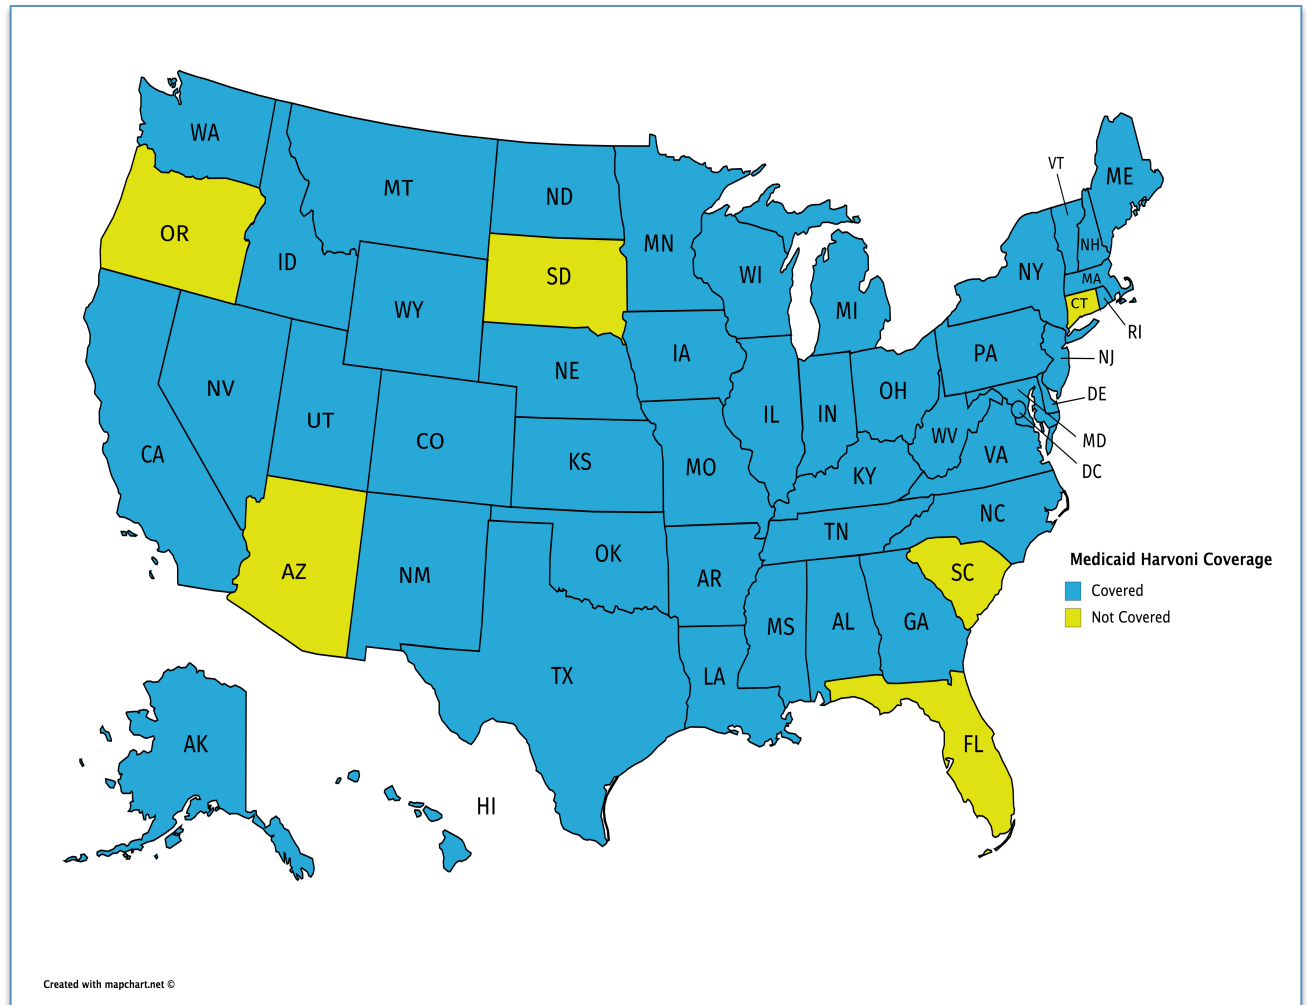 WA
VT
ME
MT
ND
OR
MN
NH
ID
SD
WI
NY
MA
WY
MI
CT
RI
IA
PA
NJ
NE
NV
OH
DE
UT
IL
IN
CO
WV
MD
CA
VA
KS
MO
DC
KY
NC
TN
OK
Medicaid Harvoni Coverage
AZ
NM
AR
SC
Covered
Not Covered
MS
AL
GA
TX
LA
AK
FL
HI
Created with mapchart.net ©